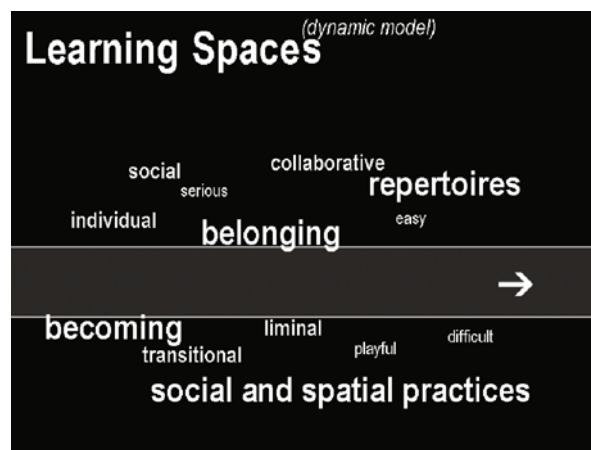 (dynamic model)
Learning Spaces
collaborative
social
repertoires
serious
individual
easy
belonging
→
becoming
liminal
difficult
transitional
playful
social and spatial practices